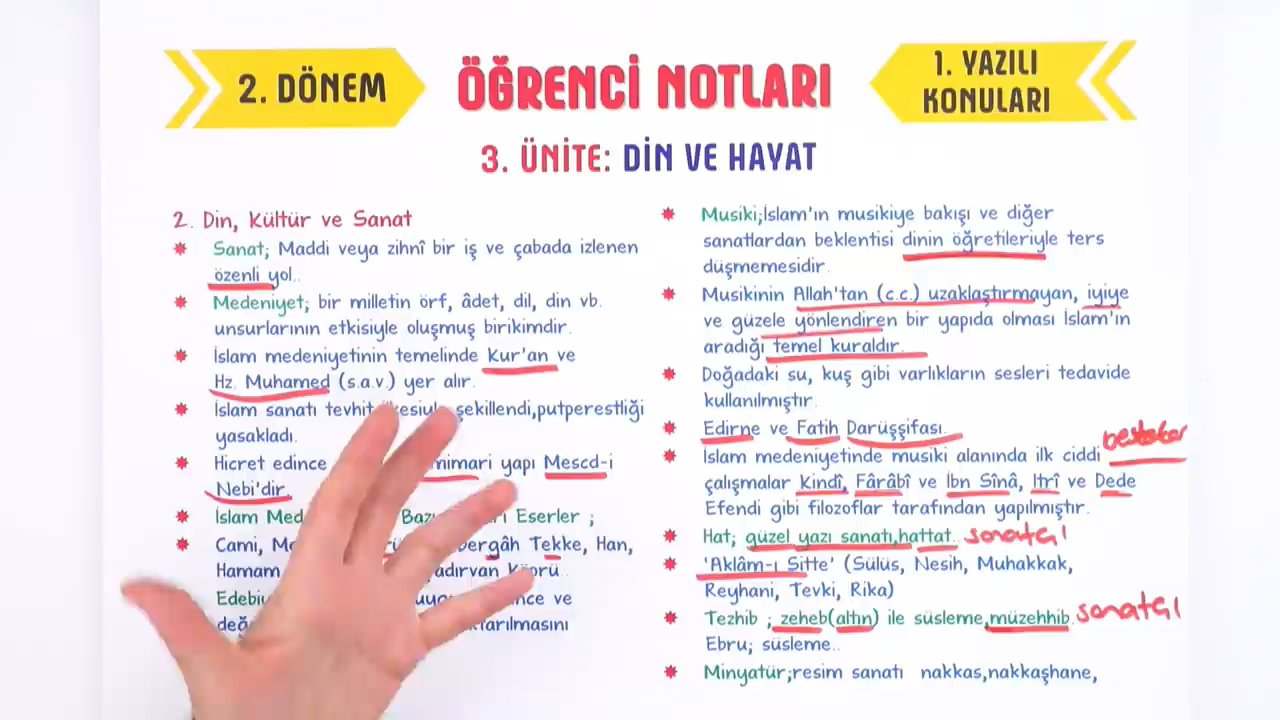 2. DÖNEM
ÖĞRENCİ NOTLARI
1. YAZILI
KONULARI
3. ÜNİTE: DİN VE HAYAT
2. Din, Kültür ve Sanat
Sanat; Maddi veya zihnî bir iş ve çabada izlenen
özenli yol..
Medeniyet; bir milletin örf, âdet, dil, din vb.
unsurlarının etkisiyle oluşmuş birikimdir.
İslam medeniyetinin temelinde Kur'an ve
Hz. Muhamed (s.a.v.) yer alır.
İslam sanatı tevhit şekillendi,putperestliği
yasakladı.
Hicret edince mimari yapı Mescd-i
Nebi'dir.
İslam Eserler ;
Cami, Tekke, Han,
Hamam
ve
Musiki;İslam'ın musikiye bakışı ve diğer
sanatlardan beklentisi dinin öğretileriyle ters
düşmemesidir.
Musikinin Allah'tan (c.c.) uzaklaştırmayan, iyiye
ve güzele yönlendiren bir yapıda olması İslam'ın
aradığı temel kuraldır.
Doğadaki su, kuş gibi varlıkların sesleri tedavide
kullanılmıştır.
Edirne ve Fatih Darüşşifası.
İslam medeniyetinde musiki alanında ilk ciddi
çalışmalar Kindî, Fârâbî ve İbn Sînâ, Itrî ve Dede
Efendi gibi filozoflar tarafından yapılmıştır.
Hat; güzel yazı sanatı,hattat.. sanatçı
'Aklâm-ı Sitte' (Sülüs, Nesih, Muhakkak,
Reyhani, Tevki, Rika)
Tezhib ; zeheb(altın) ile süsleme,müzehhib. sanatçı
Ebru; süsleme..
Minyatür;resim sanatı nakkas,nakkaşhane,